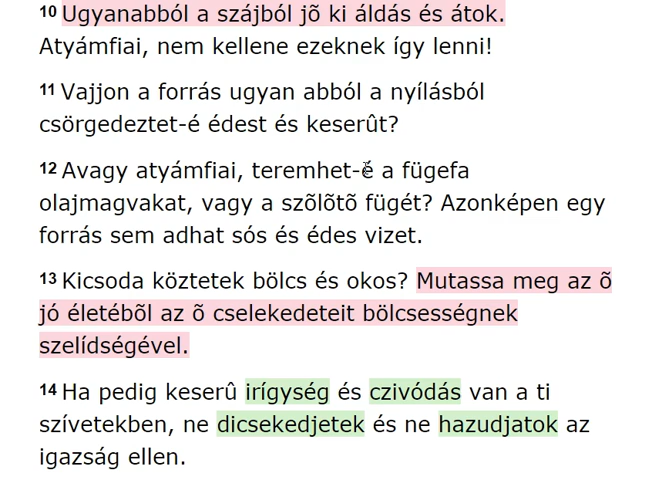 10 Ugyanabból a szájból jõ ki áldás és átok.
Atyámfiai, nem kellene ezeknek így lenni!
11 Vajjon a forrás ugyan abból a nyílásból
csörgedeztet-é édest és keserût?
12 Avagy atyámfiai, teremhet-é a fügefa
olajmagvakat, vagy a szõlõtõ fügét? Azonképen egy
forrás sem adhat sós és édes vizet.
13 Kicsoda köztetek bölcs és okos? Mutassa meg az õ
jó életébõl az õ cselekedeteit bölcsességnek
szelídségével.
14 Ha pedig keserû irígység és czivódás van a ti
szívetekben, ne dicsekedjetek és ne hazudjatok az
igazság ellen.